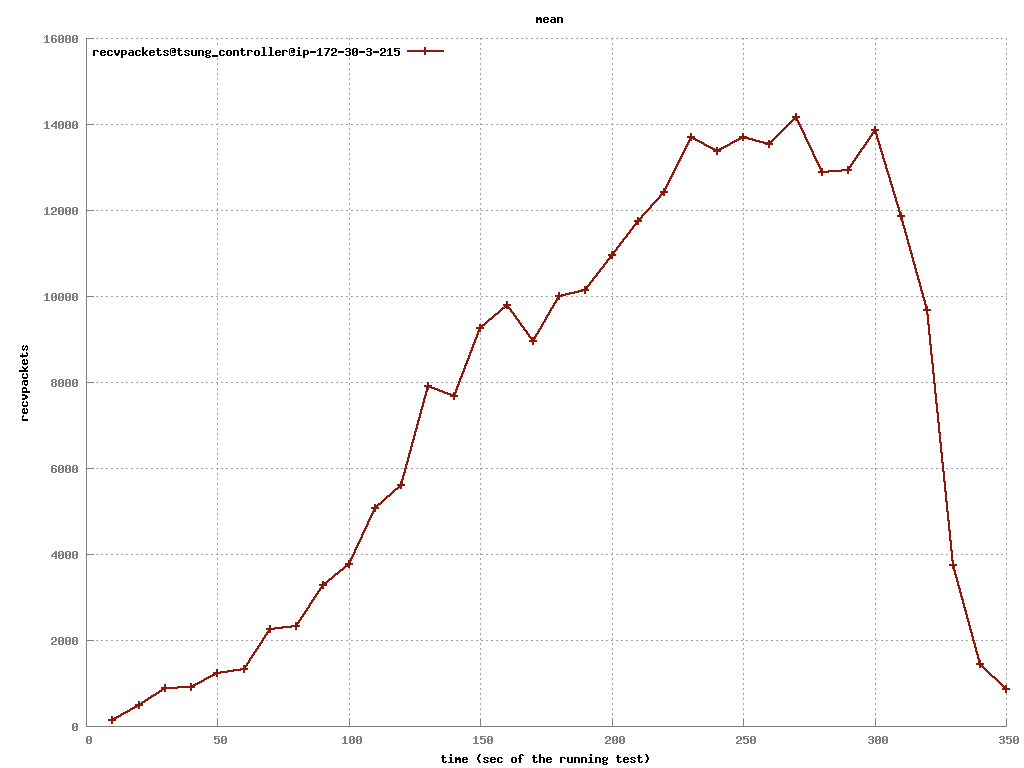 mean
16000
recvpackets@tsung_controller@ip-172-30-3-215
14000
12000
10000
recvpackets
8000
6000
4000
2000
0
0 50 100 150 200 250 300 350
time (sec of the running test)